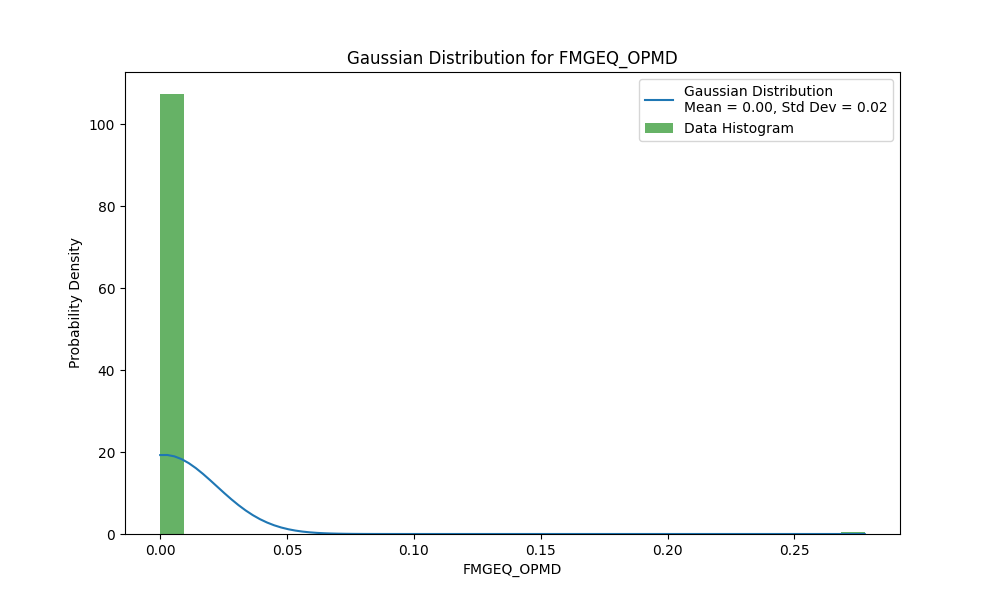 Gaussian Distribution for FMGEQ_OPMD
Gaussian Distribution
Mean = 0.00, Std Dev = 0.02
Data Histogram
Probability Density
100
80
60
40
20
0
0.00 0.05 0.10 0.15 0.20 0.25
FMGEQ_OPMD